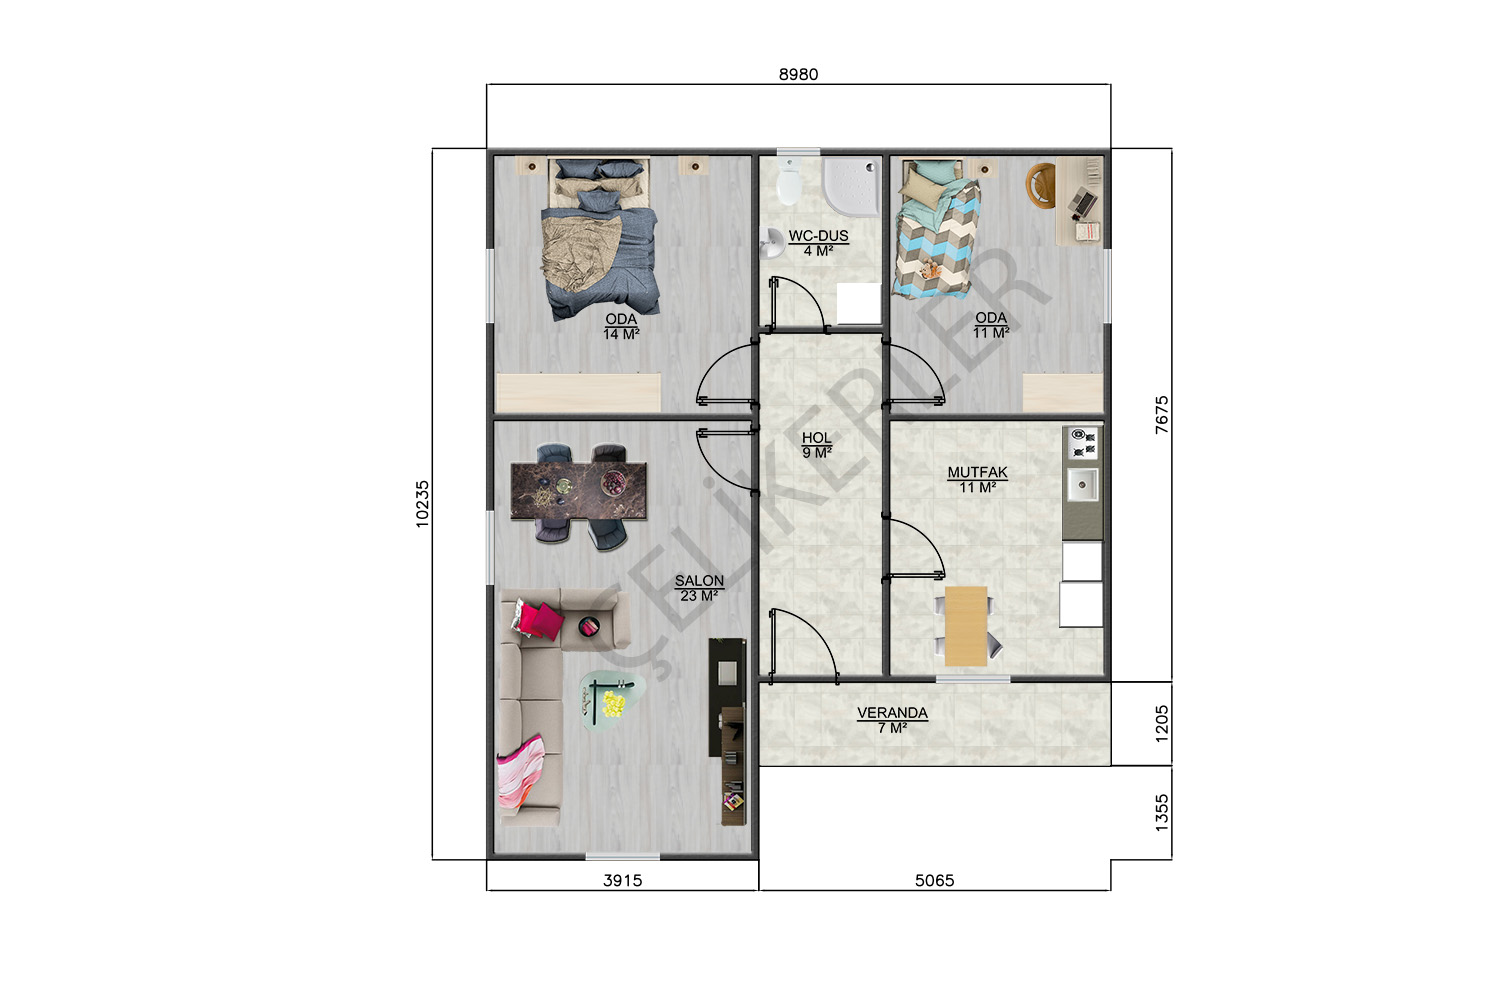 8980
WC-DUS
4 M²
ODA
14 M²
ODA
11 M²
7675
HOL
9 M²
MUTFAK
11 M²
10235
SALON
23 M²
VERANDA
7 M²
1205
1355
3915
5065
ÇELİKERLER